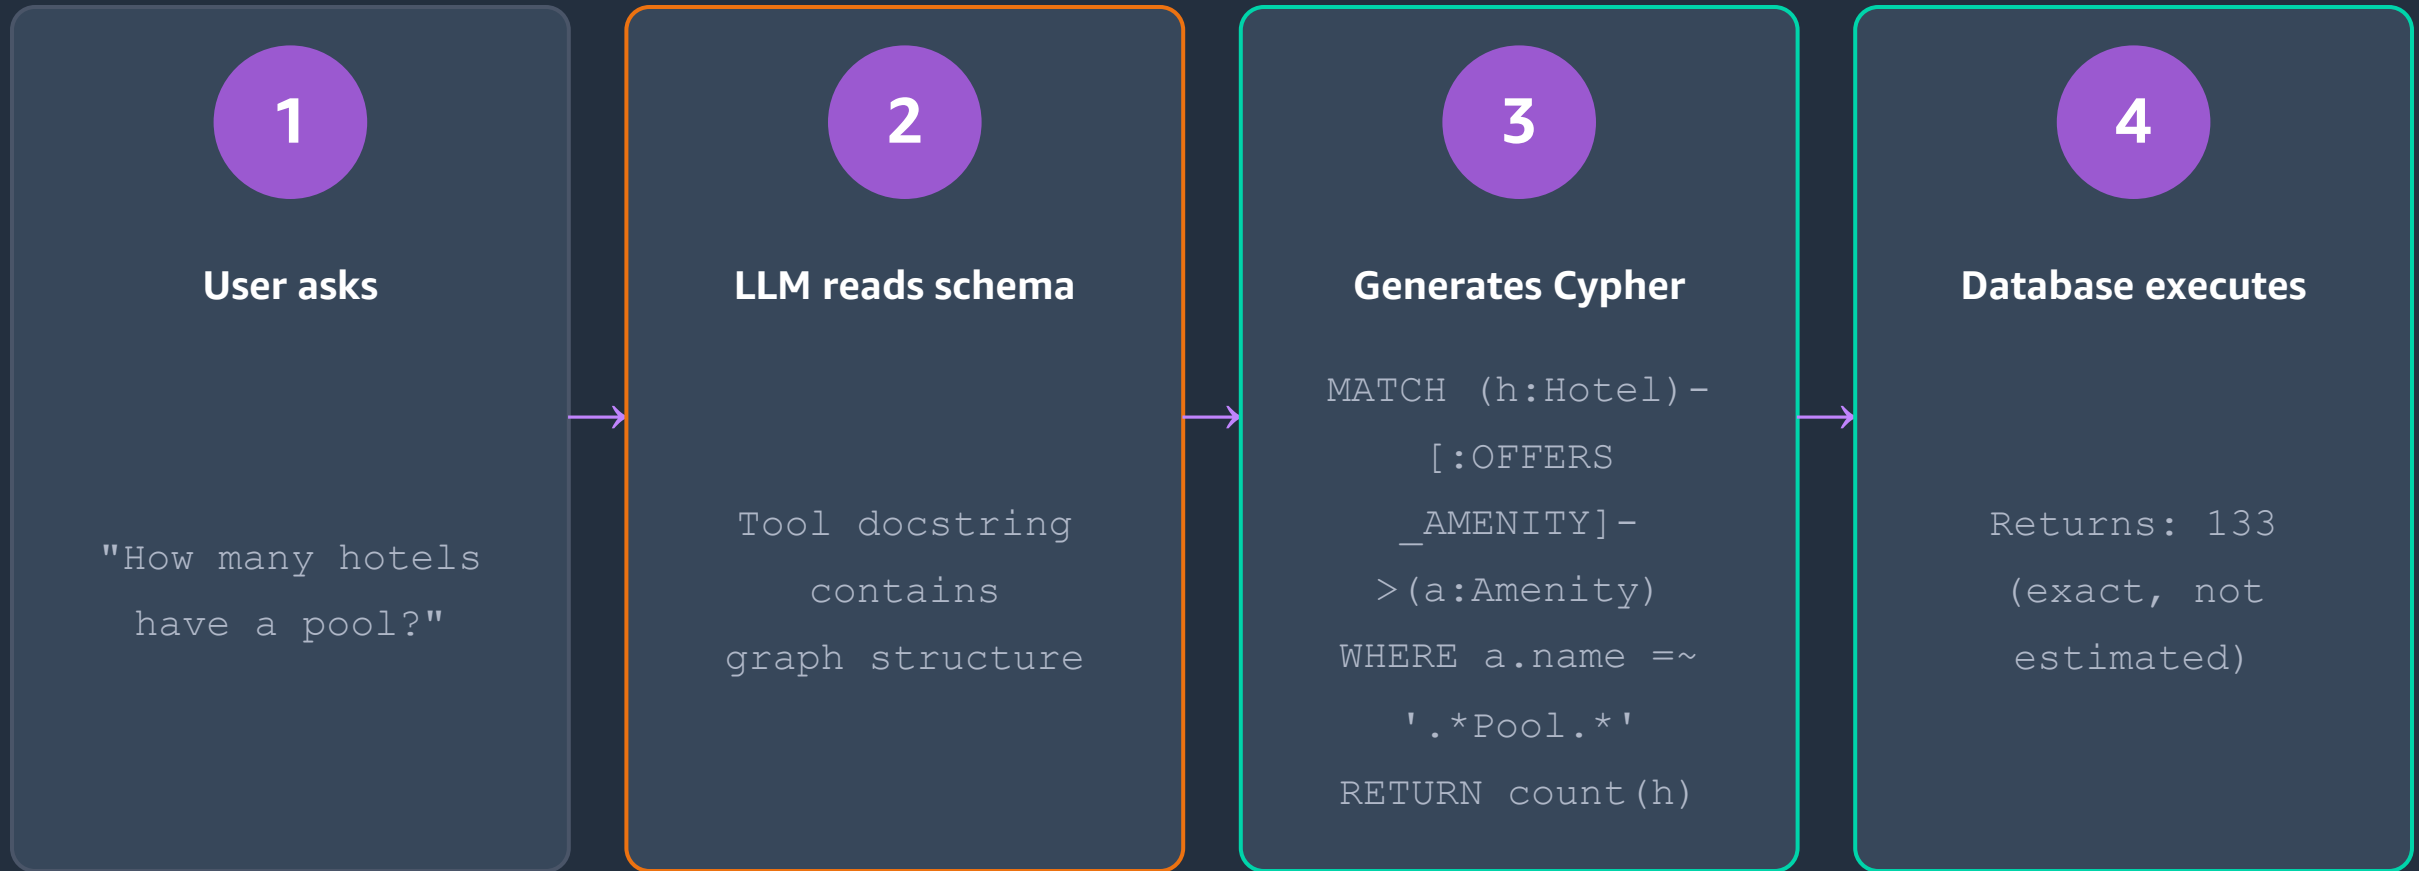 1
User asks
"How many hotels
have a pool?"
2
LLM reads schema
Tool docstring
contains
graph structure
3
Generates Cypher
MATCH (h:Hotel)-
[:OFFERS
_AMENITY]-
>(a:Amenity)
WHERE a.name =~
'.*Pool.*'
RETURN count(h)
4
Database executes
Returns: 133
(exact, not
estimated)